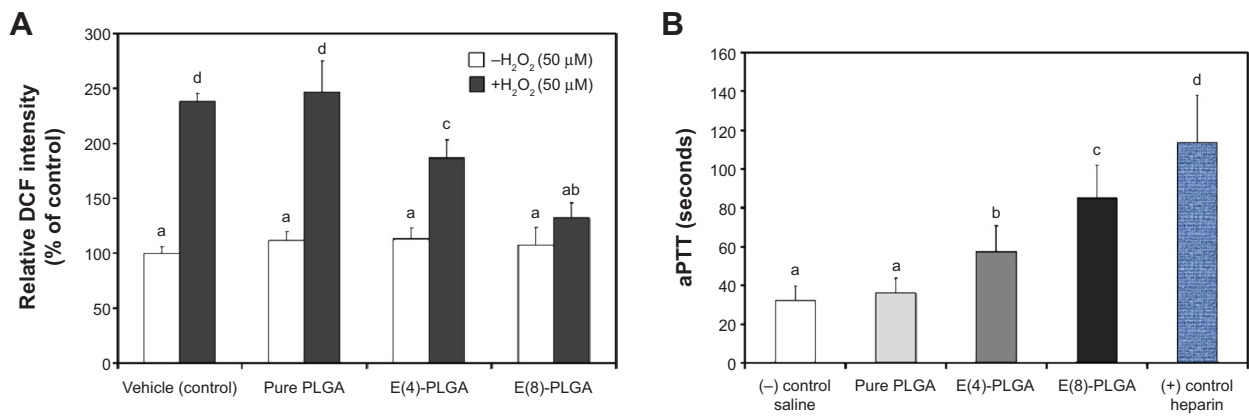 A
Relative DCF intensity
(% of control)
300
250
200
150
100
50
0
–H₂O₂ (50 µM)
+H₂O₂ (50 µM)
a
d
a
d
a
c
a
ab
Vehicle (control)
Pure PLGA
E(4)-PLGA
E(8)-PLGA
B
aPTT (seconds)
160
140
120
100
80
60
40
20
0
a
a
b
c
d
(–) control
saline
Pure PLGA
E(4)-PLGA
E(8)-PLGA
(+) control
heparin